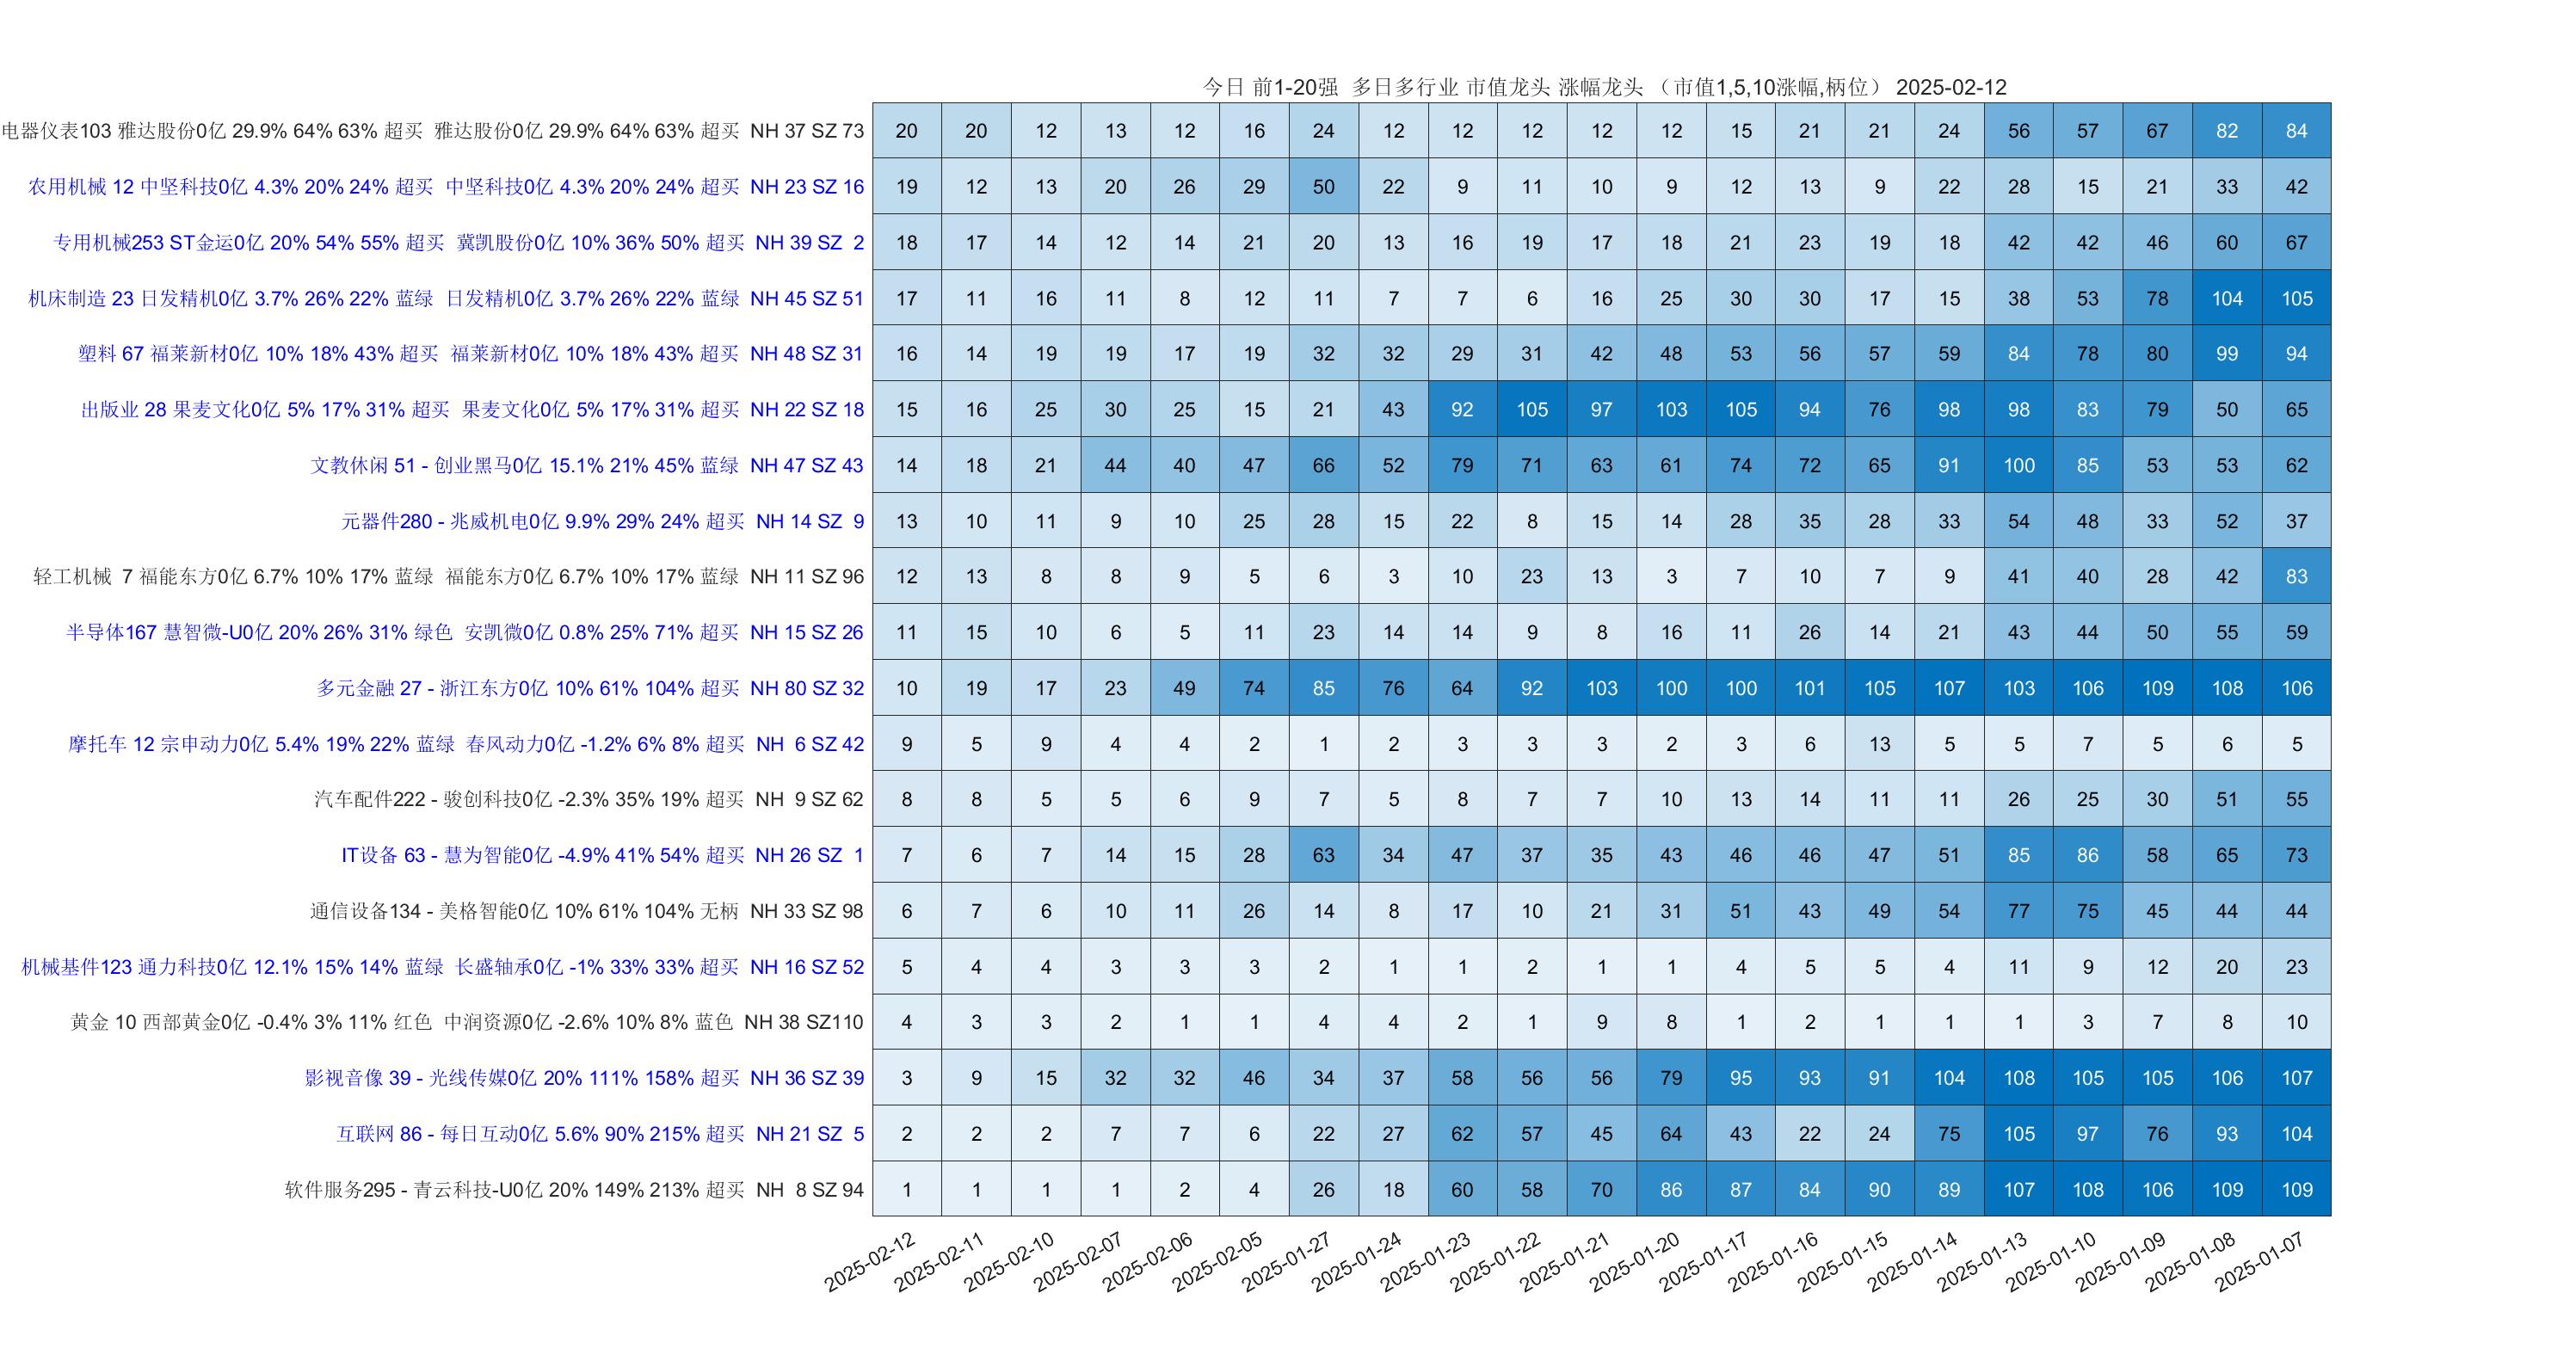 今日 前1-20强  多日多行业 市值龙头 涨幅龙头 （市值1,5,10涨幅,柄位） 2025-02-12
电器仪表103 雅达股份0亿 29.9% 64% 63% 超买  雅达股份0亿 29.9% 64% 63% 超买  NH 37 SZ 73 20 20 12 13 12 16 24 12 12 12 12 12 15 21 21 24 56 57 67 82 84
农用机械 12 中坚科技0亿 4.3% 20% 24% 超买  中坚科技0亿 4.3% 20% 24% 超买  NH 23 SZ 16 19 12 13 20 26 29 50 22 9 11 10 9 12 13 9 22 28 15 21 33 42
专用机械253 ST金运0亿 20% 54% 55% 超买  冀凯股份0亿 10% 36% 50% 超买  NH 39 SZ  2 18 17 14 12 14 21 20 13 16 19 17 18 21 23 19 18 42 42 46 60 67
机床制造 23 日发精机0亿 3.7% 26% 22% 蓝绿  日发精机0亿 3.7% 26% 22% 蓝绿  NH 45 SZ 51 17 11 16 11 8 12 11 7 7 6 16 25 30 30 17 15 38 53 78 104 105
塑料 67 福莱新材0亿 10% 18% 43% 超买  福莱新材0亿 10% 18% 43% 超买  NH 48 SZ 31 16 14 19 19 17 19 32 32 29 31 42 48 53 56 57 59 84 78 80 99 94
出版业 28 果麦文化0亿 5% 17% 31% 超买  果麦文化0亿 5% 17% 31% 超买  NH 22 SZ 18 15 16 25 30 25 15 21 43 92 105 97 103 105 94 76 98 98 83 79 50 65
文教休闲 51 - 创业黑马0亿 15.1% 21% 45% 蓝绿  NH 47 SZ 43 14 18 21 44 40 47 66 52 79 71 63 61 74 72 65 91 100 85 53 53 62
元器件280 - 兆威机电0亿 9.9% 29% 24% 超买  NH 14 SZ  9 13 10 11 9 10 25 28 15 22 8 15 14 28 35 28 33 54 48 33 52 37
轻工机械  7 福能东方0亿 6.7% 10% 17% 蓝绿  福能东方0亿 6.7% 10% 17% 蓝绿  NH 11 SZ 96 12 13 8 8 9 5 6 3 10 23 13 3 7 10 7 9 41 40 28 42 83
半导体167 慧智微-U0亿 20% 26% 31% 绿色  安凯微0亿 0.8% 25% 71% 超买  NH 15 SZ 26 11 15 10 6 5 11 23 14 14 9 8 16 11 26 14 21 43 44 50 55 59
多元金融 27 - 浙江东方0亿 10% 61% 104% 超买  NH 80 SZ 32 10 19 17 23 49 74 85 76 64 92 103 100 100 101 105 107 103 106 109 108 106
摩托车 12 宗申动力0亿 5.4% 19% 22% 蓝绿  春风动力0亿 -1.2% 6% 8% 超买  NH  6 SZ 42 9 5 9 4 4 2 1 2 3 3 3 2 3 6 13 5 5 7 5 6 5
汽车配件222 - 骏创科技0亿 -2.3% 35% 19% 超买  NH  9 SZ 62 8 8 5 5 6 9 7 5 8 7 7 10 13 14 11 11 26 25 30 51 55
IT设备 63 - 慧为智能0亿 -4.9% 41% 54% 超买  NH 26 SZ  1 7 6 7 14 15 28 63 34 47 37 35 43 46 46 47 51 85 86 58 65 73
通信设备134 - 美格智能0亿 10% 61% 104% 无柄  NH 33 SZ 98 6 7 6 10 11 26 14 8 17 10 21 31 51 43 49 54 77 75 45 44 44
机械基件123 通力科技0亿 12.1% 15% 14% 蓝绿  长盛轴承0亿 -1% 33% 33% 超买  NH 16 SZ 52 5 4 4 3 3 3 2 1 1 2 1 1 4 5 5 4 11 9 12 20 23
黄金 10 西部黄金0亿 -0.4% 3% 11% 红色  中润资源0亿 -2.6% 10% 8% 蓝色  NH 38 SZ110 4 3 3 2 1 1 4 4 2 1 9 8 1 2 1 1 1 3 7 8 10
影视音像 39 - 光线传媒0亿 20% 111% 158% 超买  NH 36 SZ 39 3 9 15 32 32 46 34 37 58 56 56 79 95 93 91 104 108 105 105 106 107
互联网 86 - 每日互动0亿 5.6% 90% 215% 超买  NH 21 SZ  5 2 2 2 7 7 6 22 27 62 57 45 64 43 22 24 75 105 97 76 93 104
软件服务295 - 青云科技-U0亿 20% 149% 213% 超买  NH  8 SZ 94 1 1 1 1 2 4 26 18 60 58 70 86 87 84 90 89 107 108 106 109 109
2025-02-12 2025-02-11 2025-02-10 2025-02-07 2025-02-06 2025-02-05 2025-01-27 2025-01-24 2025-01-23 2025-01-22 2025-01-21 2025-01-20 2025-01-17 2025-01-16 2025-01-15 2025-01-14 2025-01-13 2025-01-10 2025-01-09 2025-01-08 2025-01-07